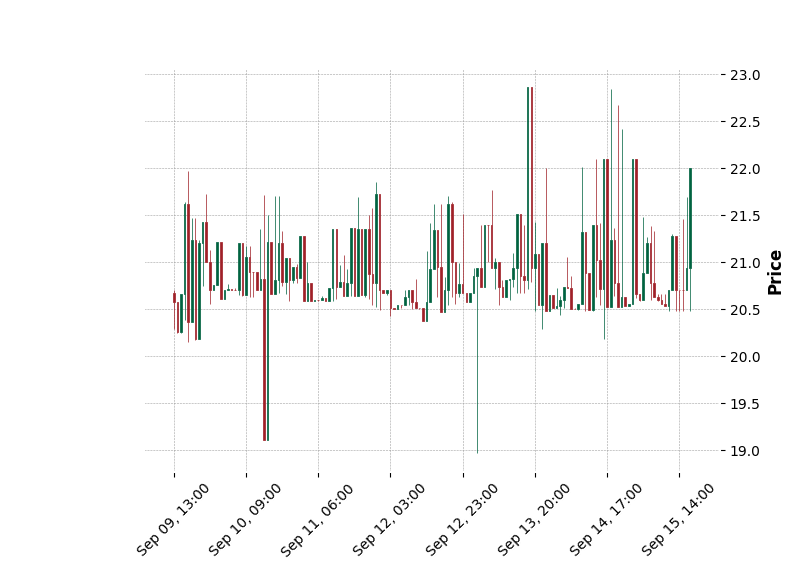 23.0
22.5
22.0
21.5
21.0
20.5
20.0
19.5
19.0
Price
Sep 09, 13:00
Sep 10, 09:00
Sep 11, 06:00
Sep 12, 03:00
Sep 12, 23:00
Sep 13, 20:00
Sep 14, 17:00
Sep 15, 14:00